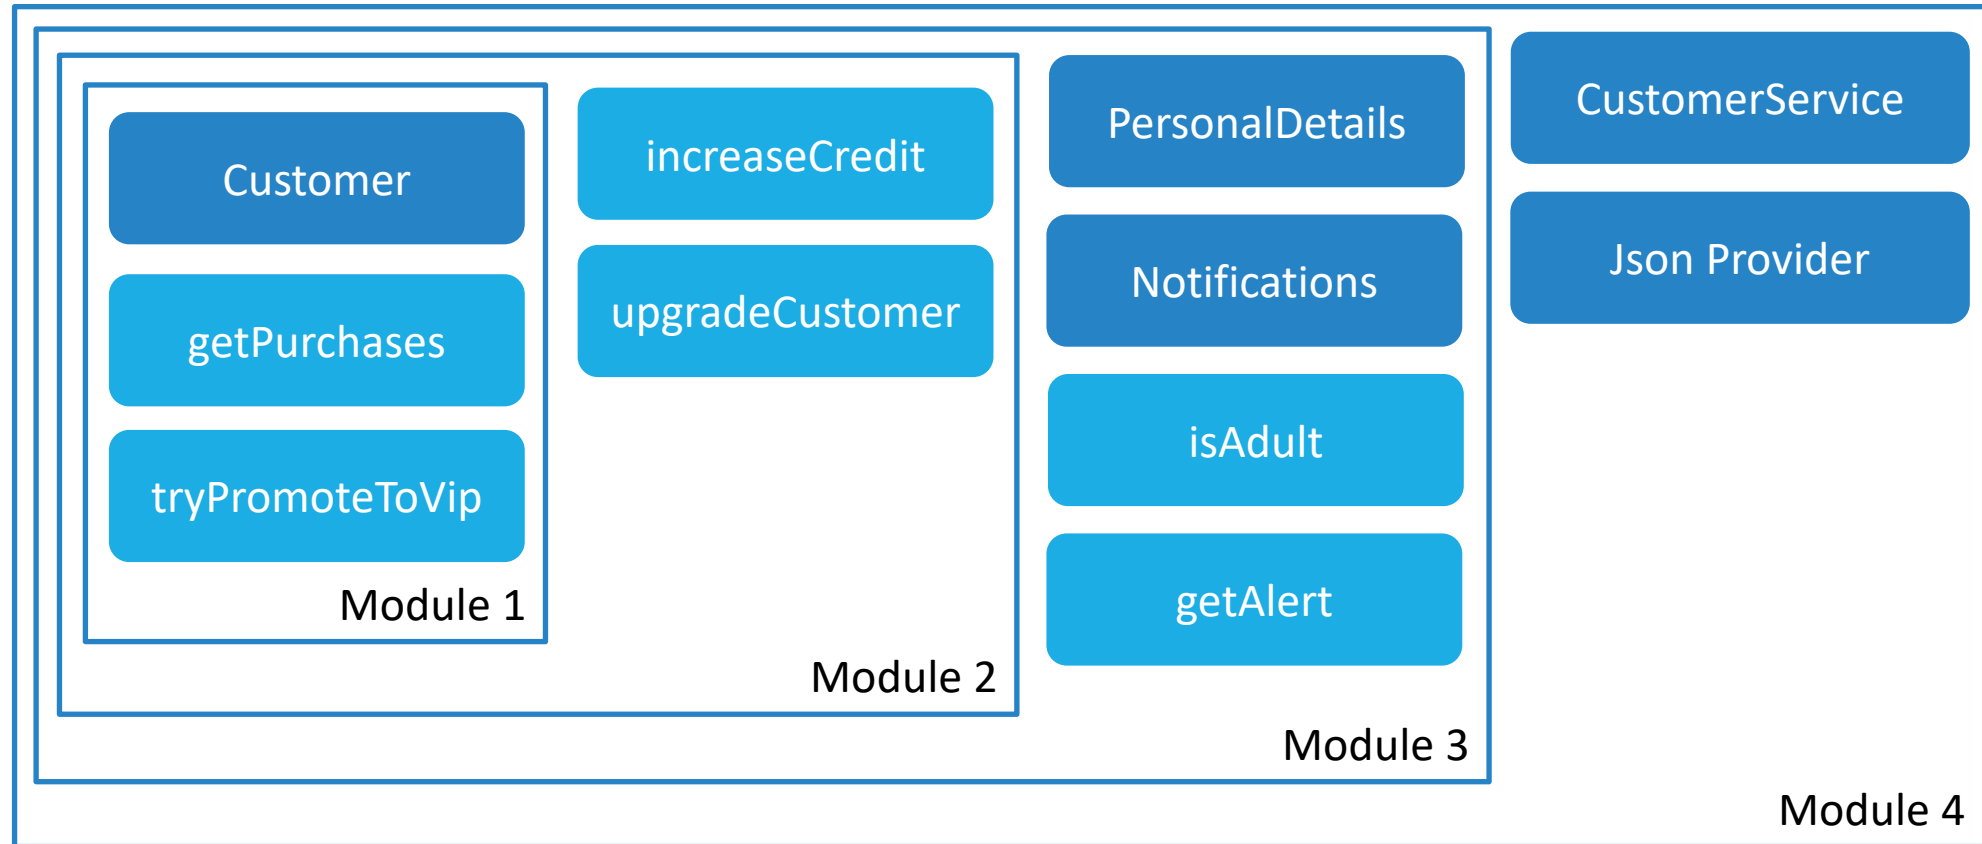 Customer
getPurchases
tryPromoteToVip
Module 1
increaseCredit
upgradeCustomer
Module 2
PersonalDetails
Notifications
isAdult
getAlert
Module 3
CustomerService
Json Provider
Module 4